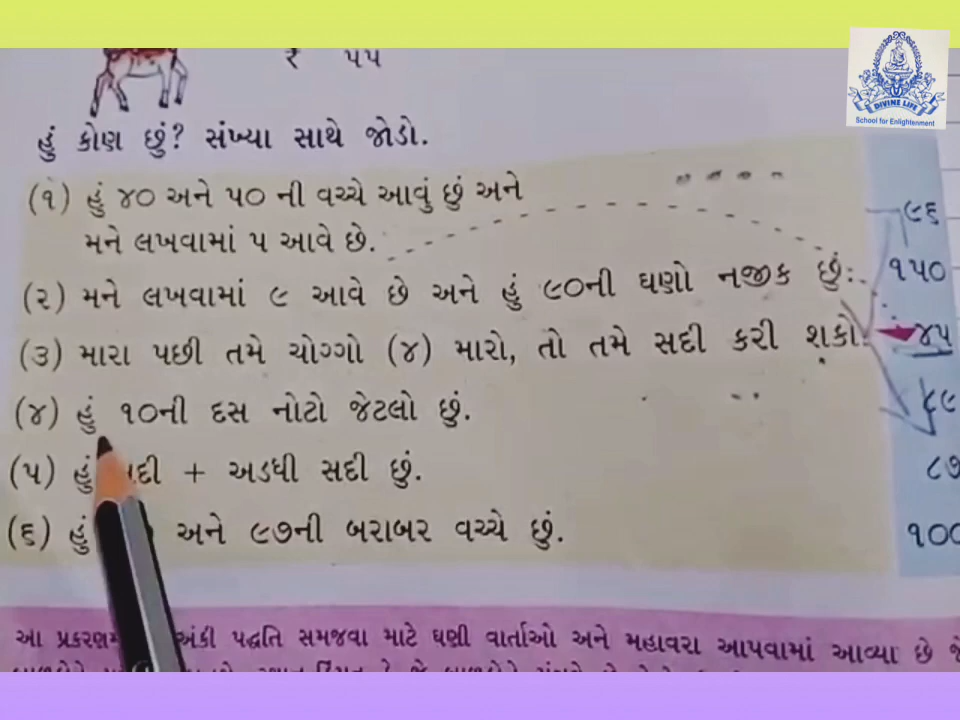 ૨ ૫૫
DIVINE LIFE
School for Enlightenment
હું કોણ છું? સંખ્યા સાથે જોડો.
(૧) હું ૪૦ અને ૫૦ ની વચ્ચે આવું છું અને
મને લખવામાં ૫ આવે છે.
(૨) મને લખવામાં ૯ આવે છે અને હું ૯૦ની ઘણો નજીક છું.
(૩) મારા પછી તમે ચોગ્ગો (૪) મારો, તો તમે સદી કરી શકો.
(૪) હું ૧૦ની દસ નોટો જેટલો છું.
(૫) હું + અડધી સદી છું.
(૬) હું અને ૯૭ની બરાબર વચ્ચે છું.
૯૬
૧૫૦
૪૫
૮૯
૮૭
૧૦૦
આ પદ્ધતિ સમજવા માટે ઘણી વાર્તાઓ અને મહાવરા આપવામાં આવ્યા છે